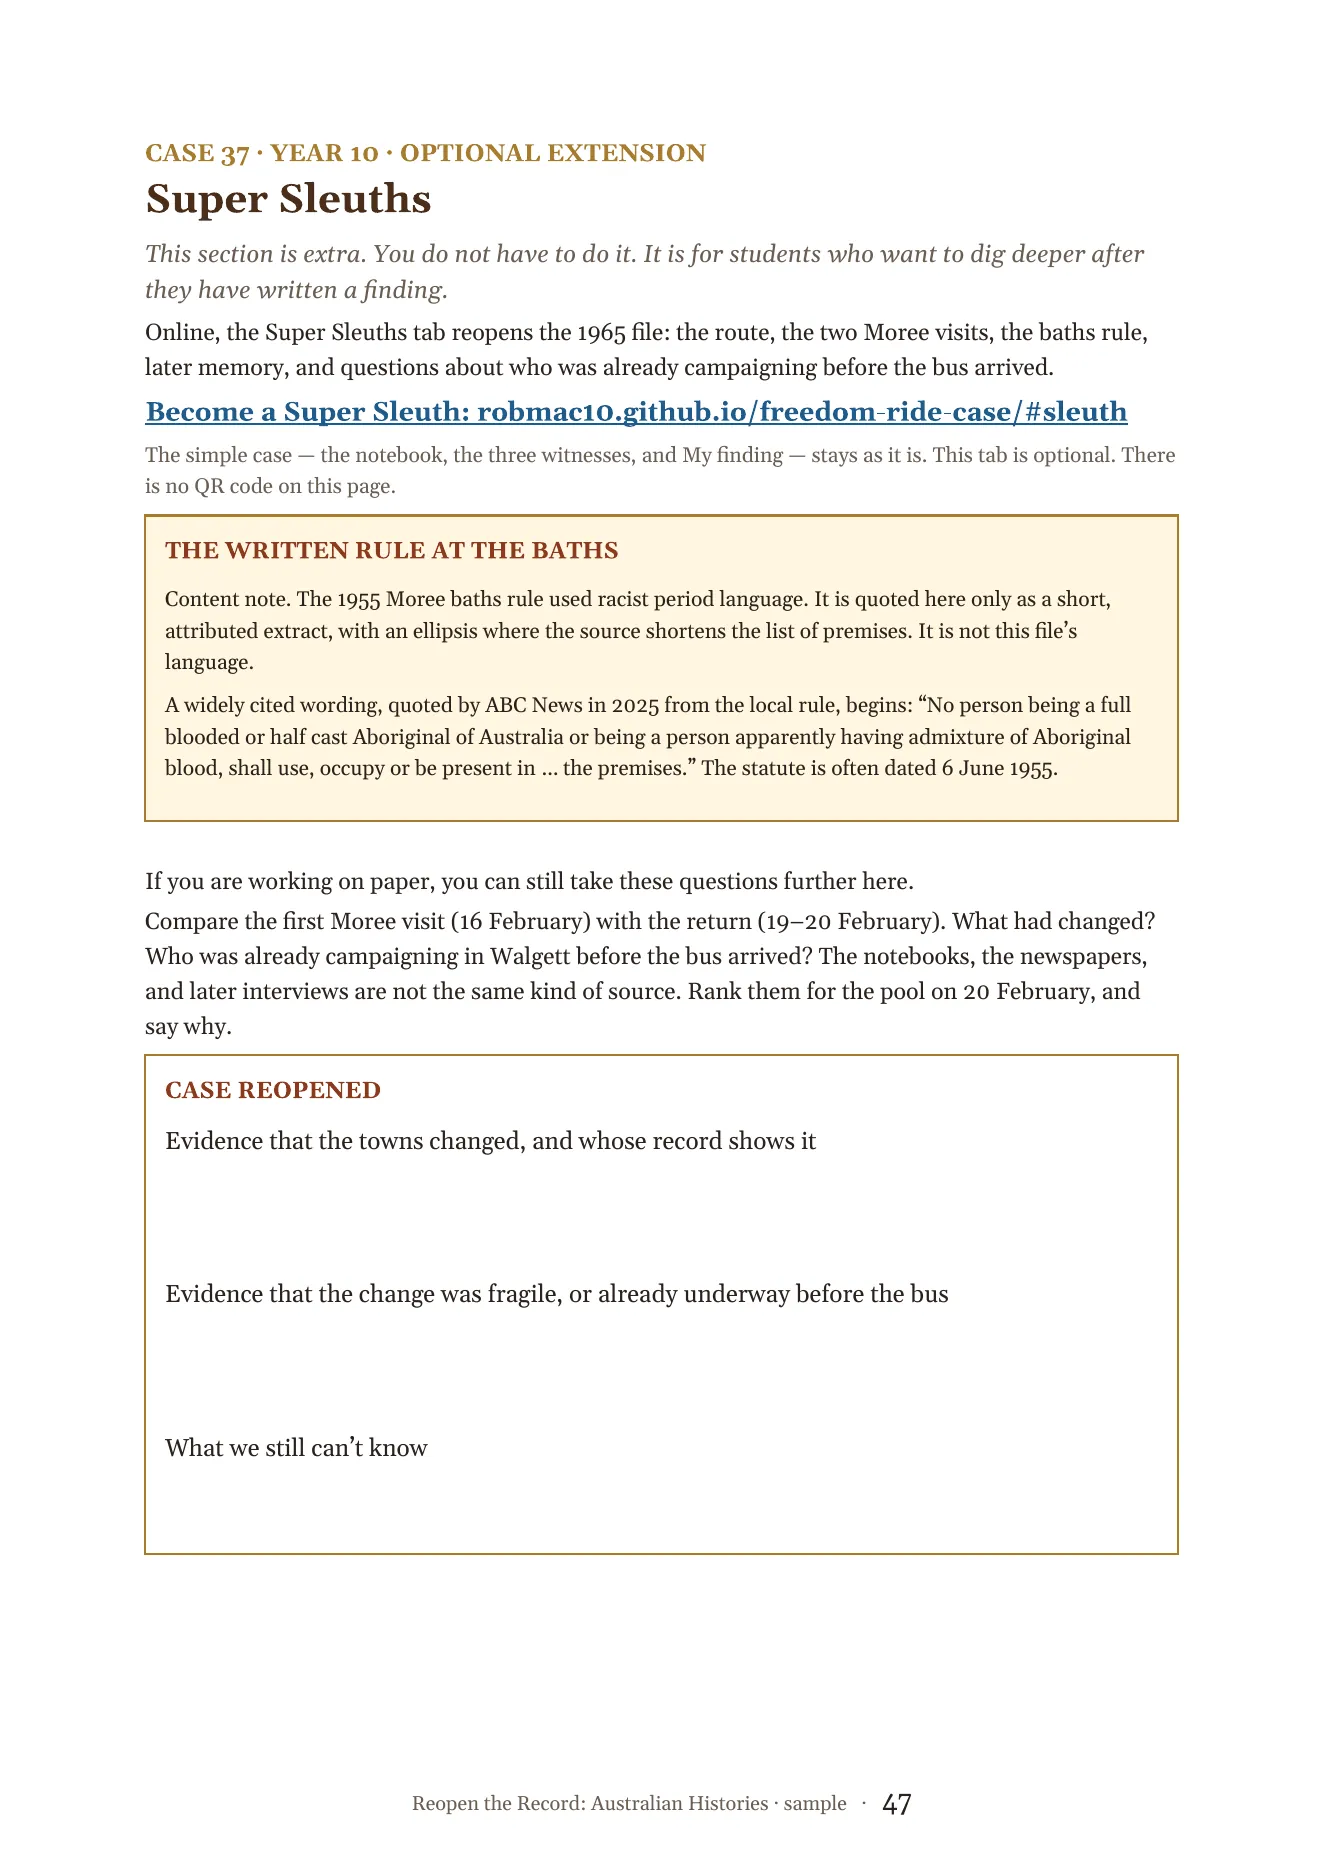 CASE 37 · YEAR 10 · OPTIONAL EXTENSION
Super Sleuths
This section is extra. You do not have to do it. It is for students who want to dig deeper after
they have written a finding.
Online, the Super Sleuths tab reopens the 1965 file: the route, the two Moree visits, the baths rule,
later memory, and questions about who was already campaigning before the bus arrived.
Become a Super Sleuth: robmac10.github.io/freedom-ride-case/#sleuth
The simple case — the notebook, the three witnesses, and My finding — stays as it is. This tab is optional. There
is no QR code on this page.
THE WRITTEN RULE AT THE BATHS
Content note. The 1955 Moree baths rule used racist period language. It is quoted here only as a short,
attributed extract, with an ellipsis where the source shortens the list of premises. It is not this file’s
language.
A widely cited wording, quoted by ABC News in 2025 from the local rule, begins: “No person being a full
blooded or half cast Aboriginal of Australia or being a person apparently having admixture of Aboriginal
blood, shall use, occupy or be present in … the premises.” The statute is often dated 6 June 1955.
If you are working on paper, you can still take these questions further here.
Compare the first Moree visit (16 February) with the return (19–20 February). What had changed?
Who was already campaigning in Walgett before the bus arrived? The notebooks, the newspapers,
and later interviews are not the same kind of source. Rank them for the pool on 20 February, and
say why.
CASE REOPENED
Evidence that the towns changed, and whose record shows it
Evidence that the change was fragile, or already underway before the bus
What we still can’t know
Reopen the Record: Australian Histories · sample · 47